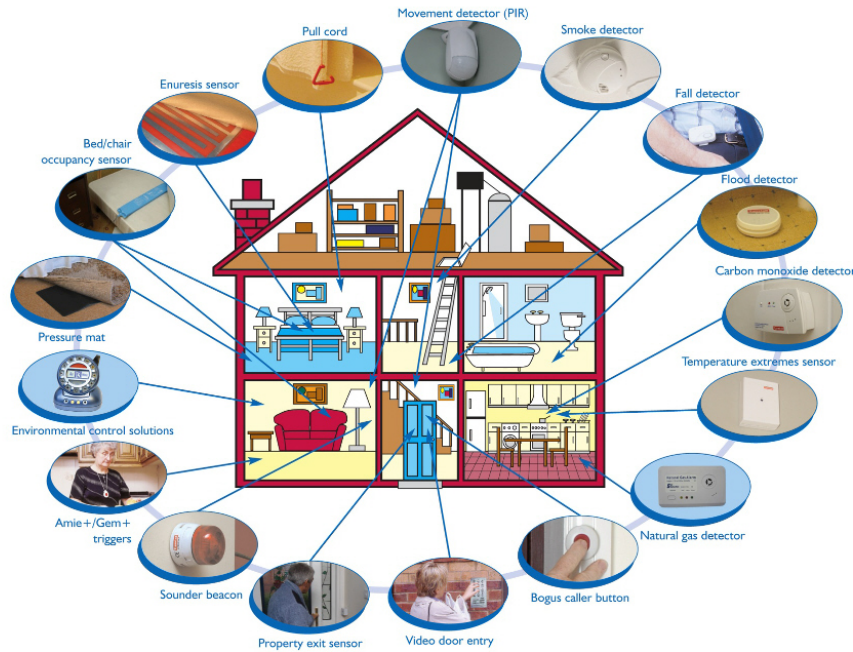 Movement detector (PIR)
Pull cord
Smoke detector
Enuresis sensor
Fall detector
Bed/chair
occupancy sensor
Flood detector
Carbon monoxide detector
Pressure mat
Temperature extremes sensor
Environmental control solutions
Amie+/Gem+
triggers
Natural gas detector
Sounder beacon
Bogus caller button
Property exit sensor
Video door entry